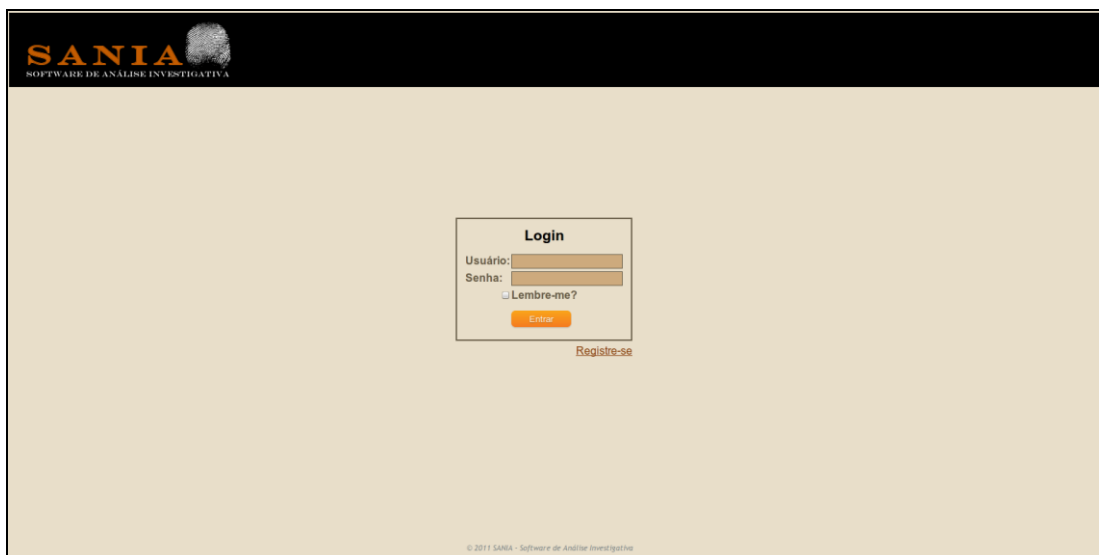 SANIA
SOFTWARE DE ANÁLISE INVESTIGATIVA
Login
Usuário:
Senha:
Lembre-me?
Entrar
Registre-se
© 2011 SANIA - Software de Análise Investigativa